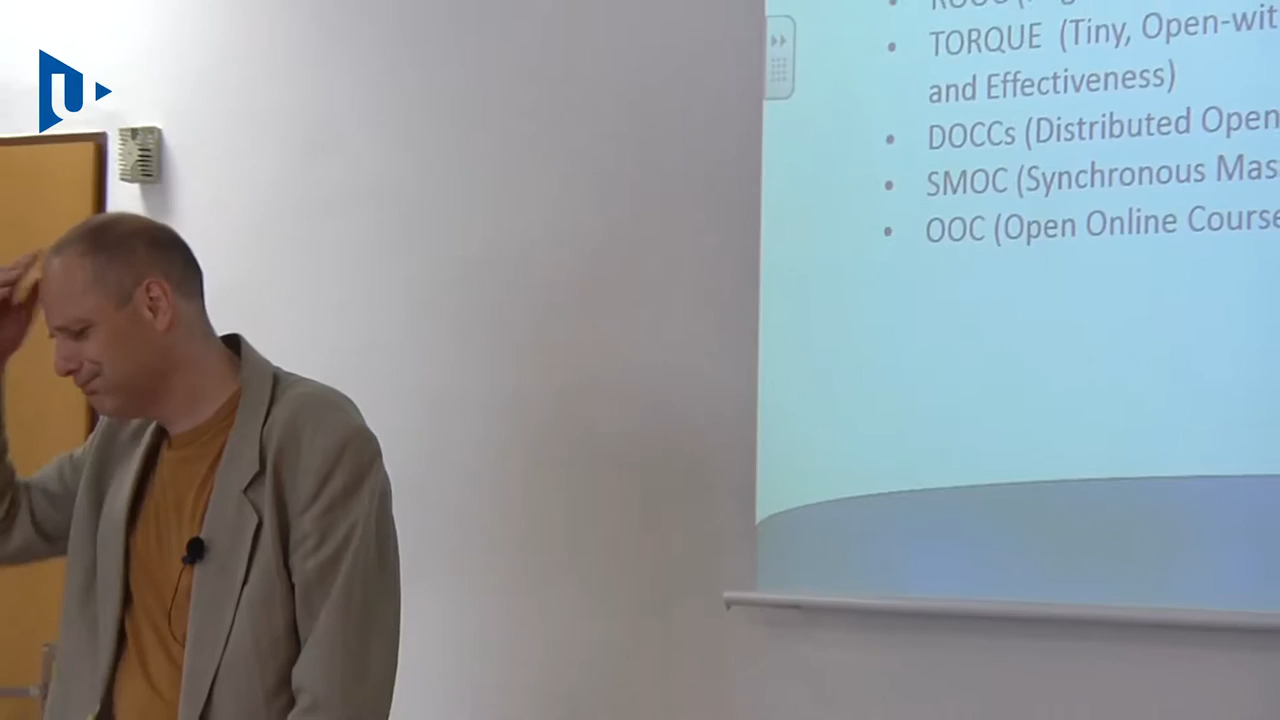 TORQUE (Tiny, Open-wit
and Effectiveness)
DOCCs (Distributed Open
SMOC (Synchronous Mas
OOC (Open Online Course